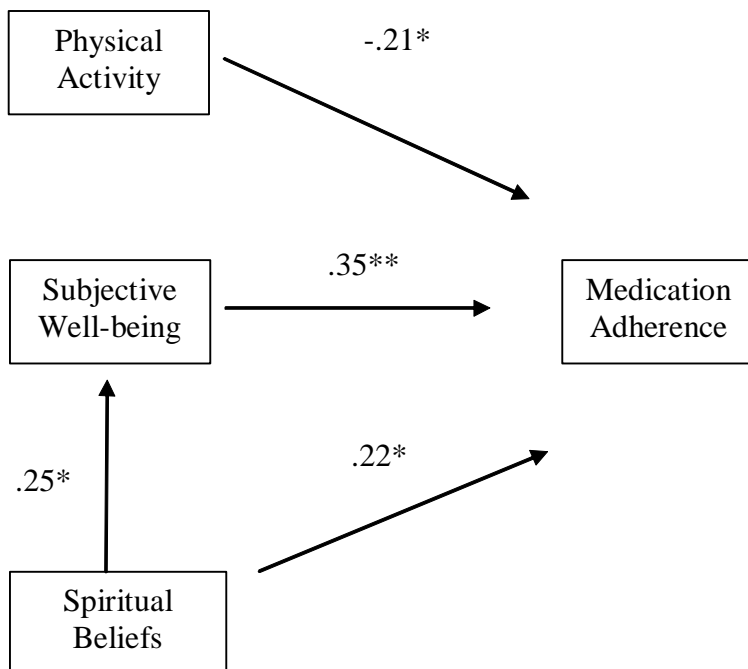 Physical
Activity
-.21*
Subjective
Well-being
.35**
Medication
Adherence
.25*
.22*
Spiritual
Beliefs